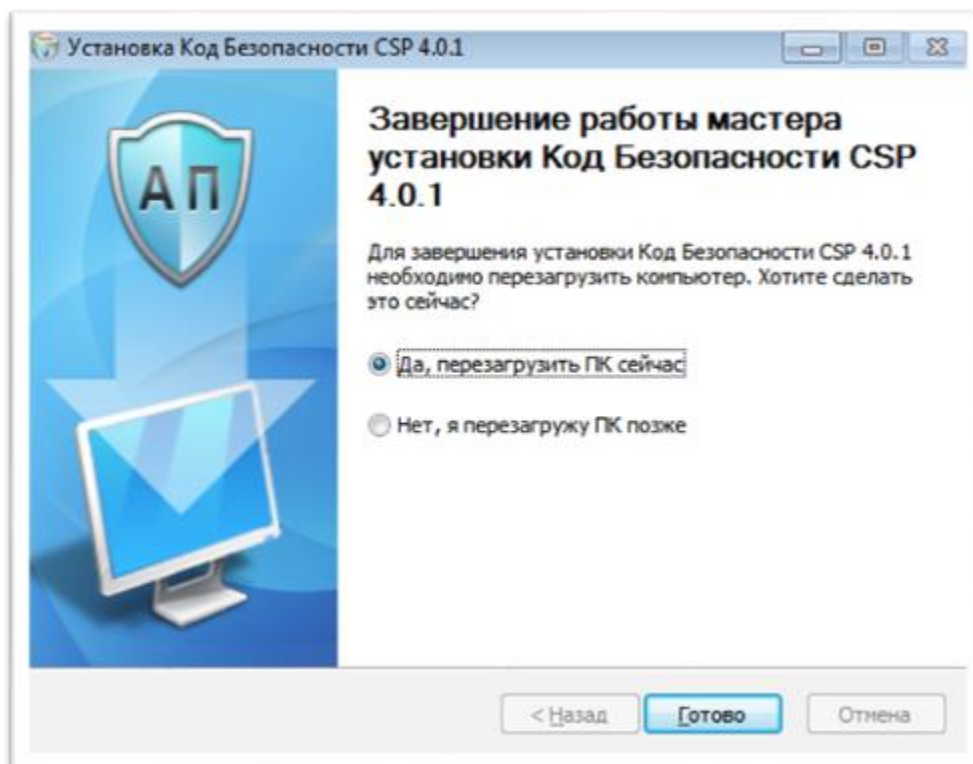 Установка Код Безопасности CSP 4.0.1
АП
Завершение работы мастера
установки Код Безопасности CSP
4.0.1
Для завершения установки Код Безопасности CSP 4.0.1
необходимо перезагрузить компьютер. Хотите сделать
это сейчас?
Да, перезагрузить ПК сейчас
Нет, я перезагружу ПК позже
< Назад
Готово
Отмена